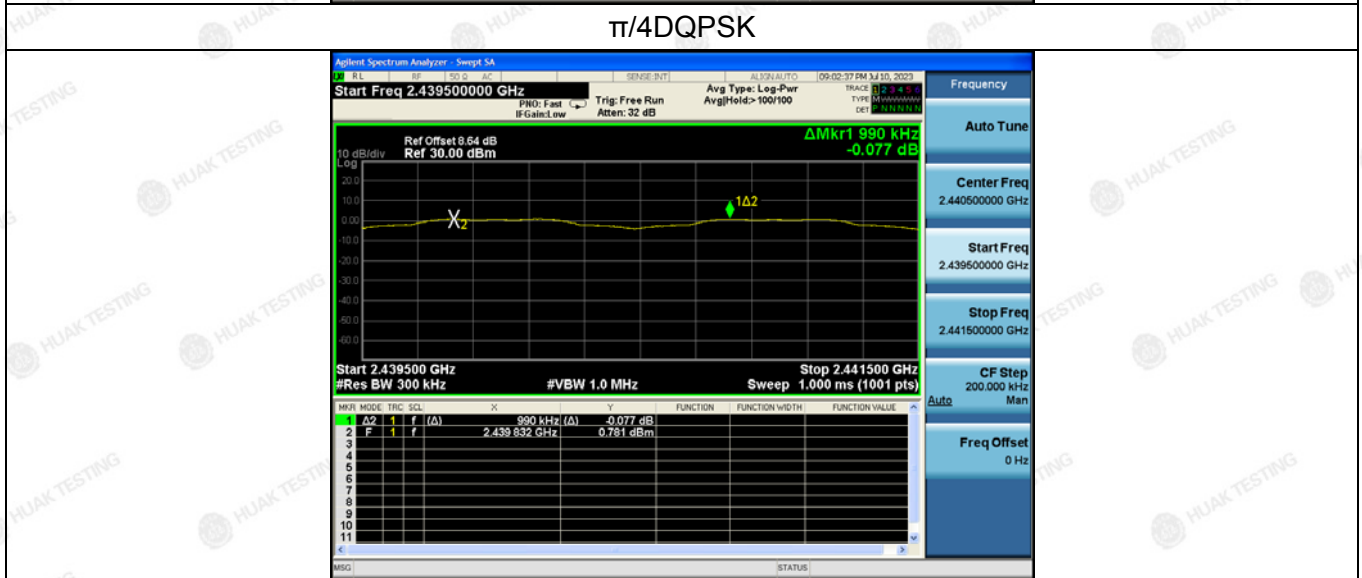 π/4DQPSK
Agilent Spectrum Analyzer - Swept SA
RL RF 50 Ω AC SENSE:INT ALIGN AUTO 09:02:37 PM Jul 10, 2023
Start Freq 2.439500000 GHz
PNO: Fast
IFGain:Low
Trig: Free Run
Atten: 32 dB
Avg Type: Log-Pwr
Avg|Hold:> 100/100
TRACE 1 2 3 4 5 6
TYPE M
DET P N N N N N
Ref Offset 8.64 dB
10 dB/div Ref 30.00 dBm
Log
ΔMkr1 990 kHz
-0.077 dB
20.0
10.0
0.00
-10.0
-20.0
-30.0
-40.0
-50.0
-60.0
X2
1Δ2
Start 2.439500 GHz Stop 2.441500 GHz
#Res BW 300 kHz #VBW 1.0 MHz Sweep 1.000 ms (1001 pts)
MKR MODE TRC SCL X Y FUNCTION FUNCTION WIDTH FUNCTION VALUE
1 Δ2 1 f (Δ) 990 kHz (Δ) -0.077 dB
2 F 1 f 2.439 832 GHz 0.781 dBm
3
4
5
6
7
8
9
10
11
MSG STATUS
Frequency
Auto Tune
Center Freq
2.440500000 GHz
Start Freq
2.439500000 GHz
Stop Freq
2.441500000 GHz
CF Step
200.000 kHz
Auto Man
Freq Offset
0 Hz
HUAK TESTING